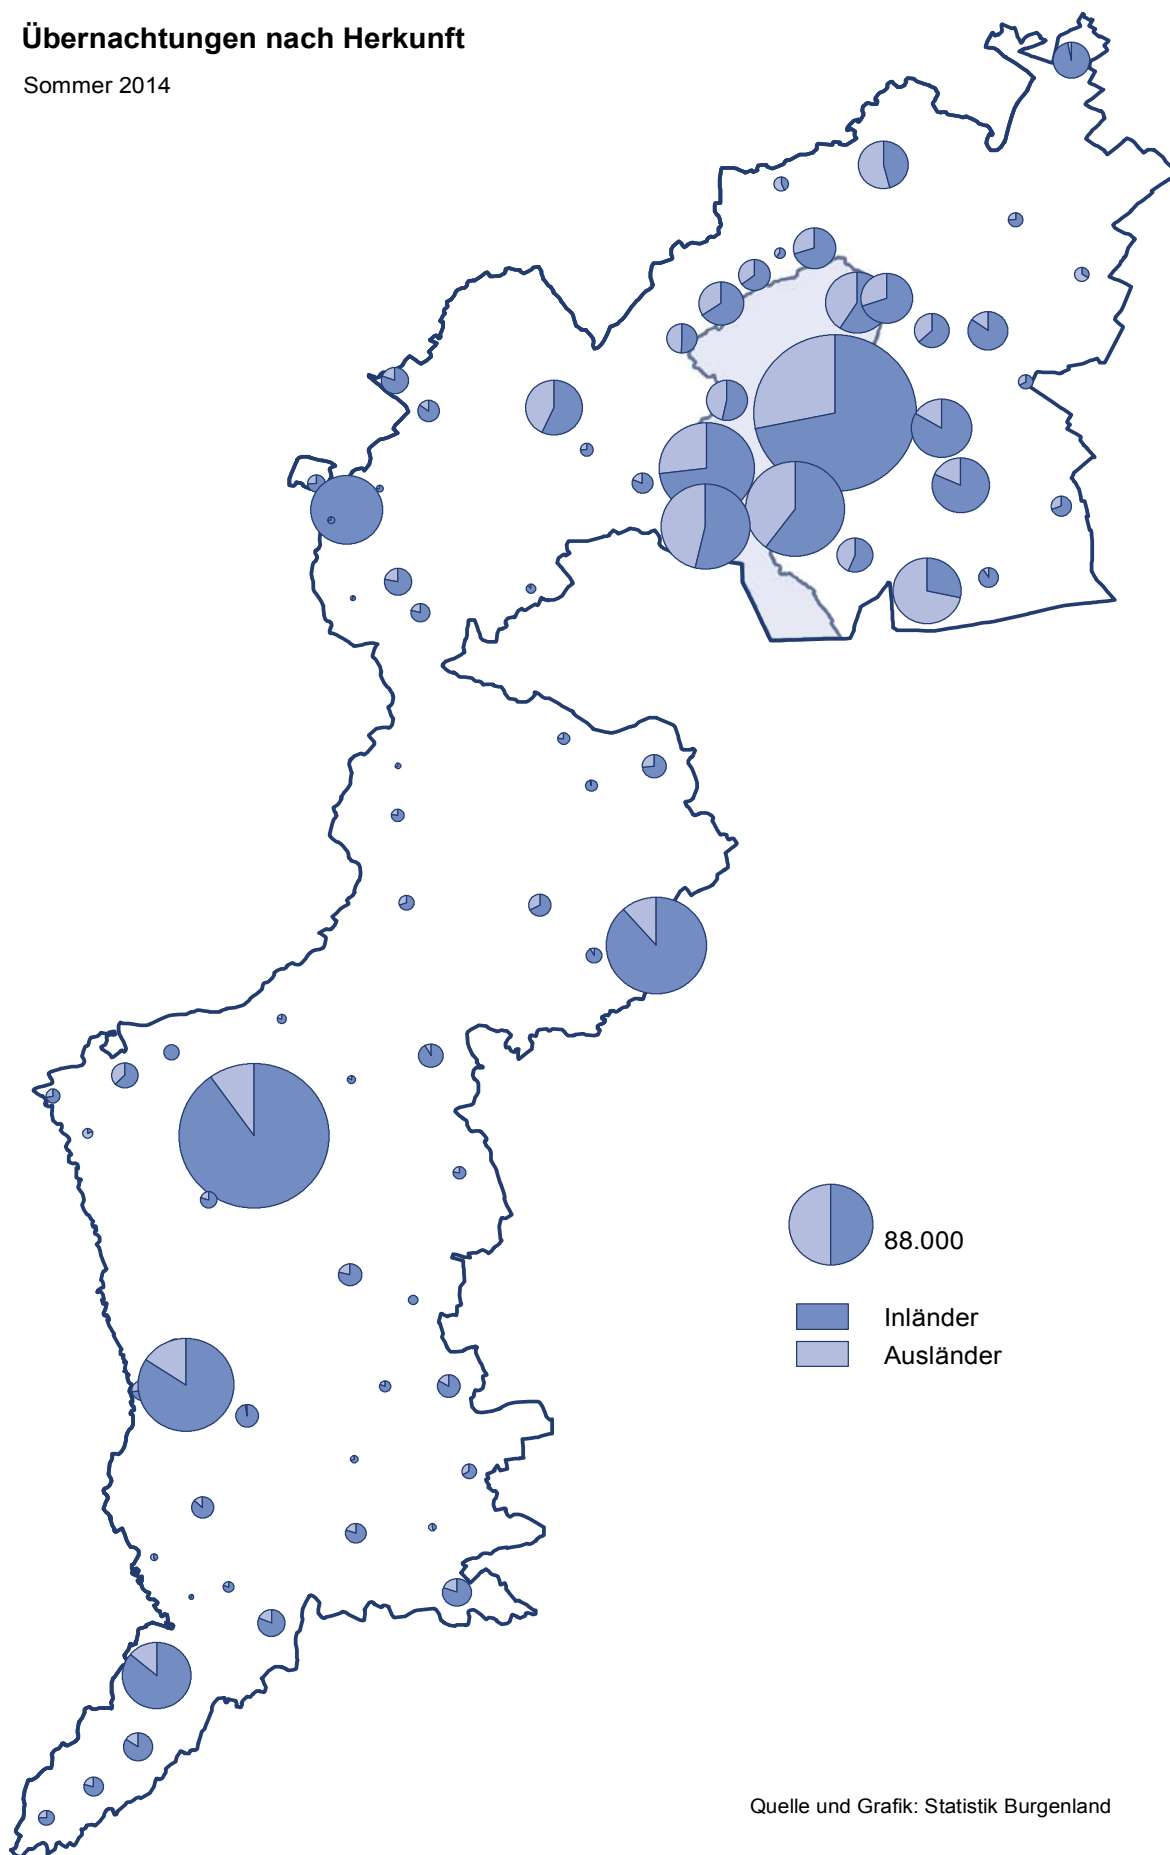 Übernachtungen nach Herkunft
Sommer 2014
88.000
Inländer
Ausländer
Quelle und Grafik: Statistik Burgenland